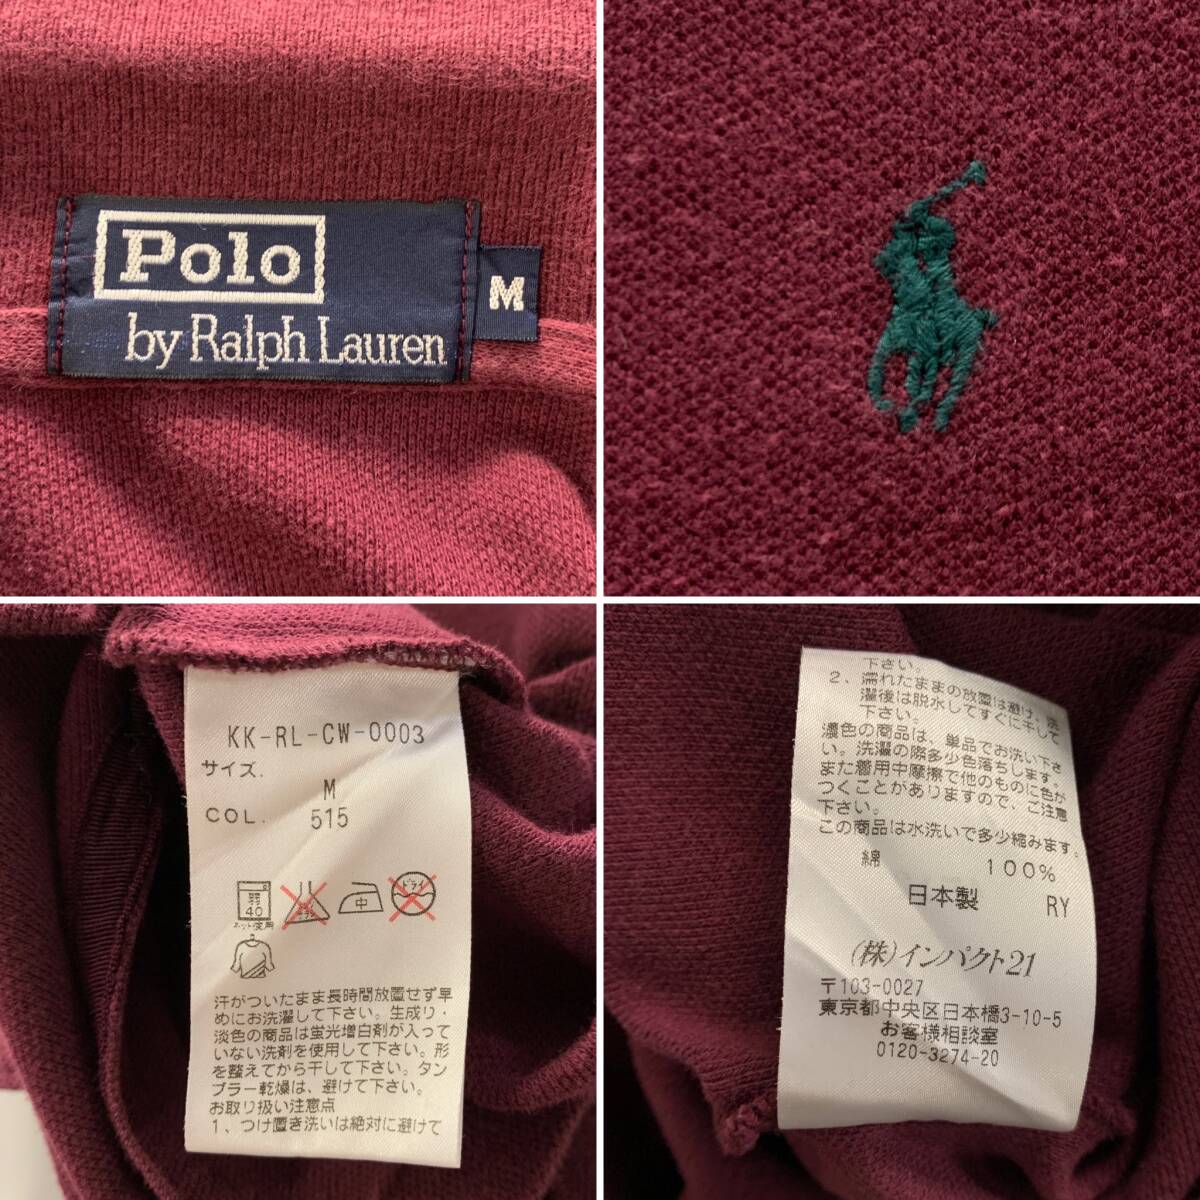 Polo
by Ralph Lauren
M
KK-RL-CW-0003
サイズ.
M
COL. 515
弱
40
ネット使用
中
ドライ
汗がついたまま長時間放置せず早
めにお洗濯して下さい。生成り・
淡色の商品は蛍光増白剤が入って
いない洗剤を使用して下さい。形
を整えてから干して下さい。タン
ブラー乾燥は、避けて下さい。
お取り扱い注意点
1、つけ置き洗いは絶対に避けて
下さい。
2、濡れたままの放置は避け、洗
濯後は脱水してすぐに干して
下さい。
濃色の商品は、単品でお洗い下さ
い。洗濯の際多少色落ちします。
また着用中摩擦で他のものに色が
つくことがありますので、ご注意
下さい。
この商品は水洗いで多少縮みます。
綿 100%
日本製 RY
(株)インパクト21
〒103-0027
東京都中央区日本橋3-10-5
お客様相談室
0120-3274-20